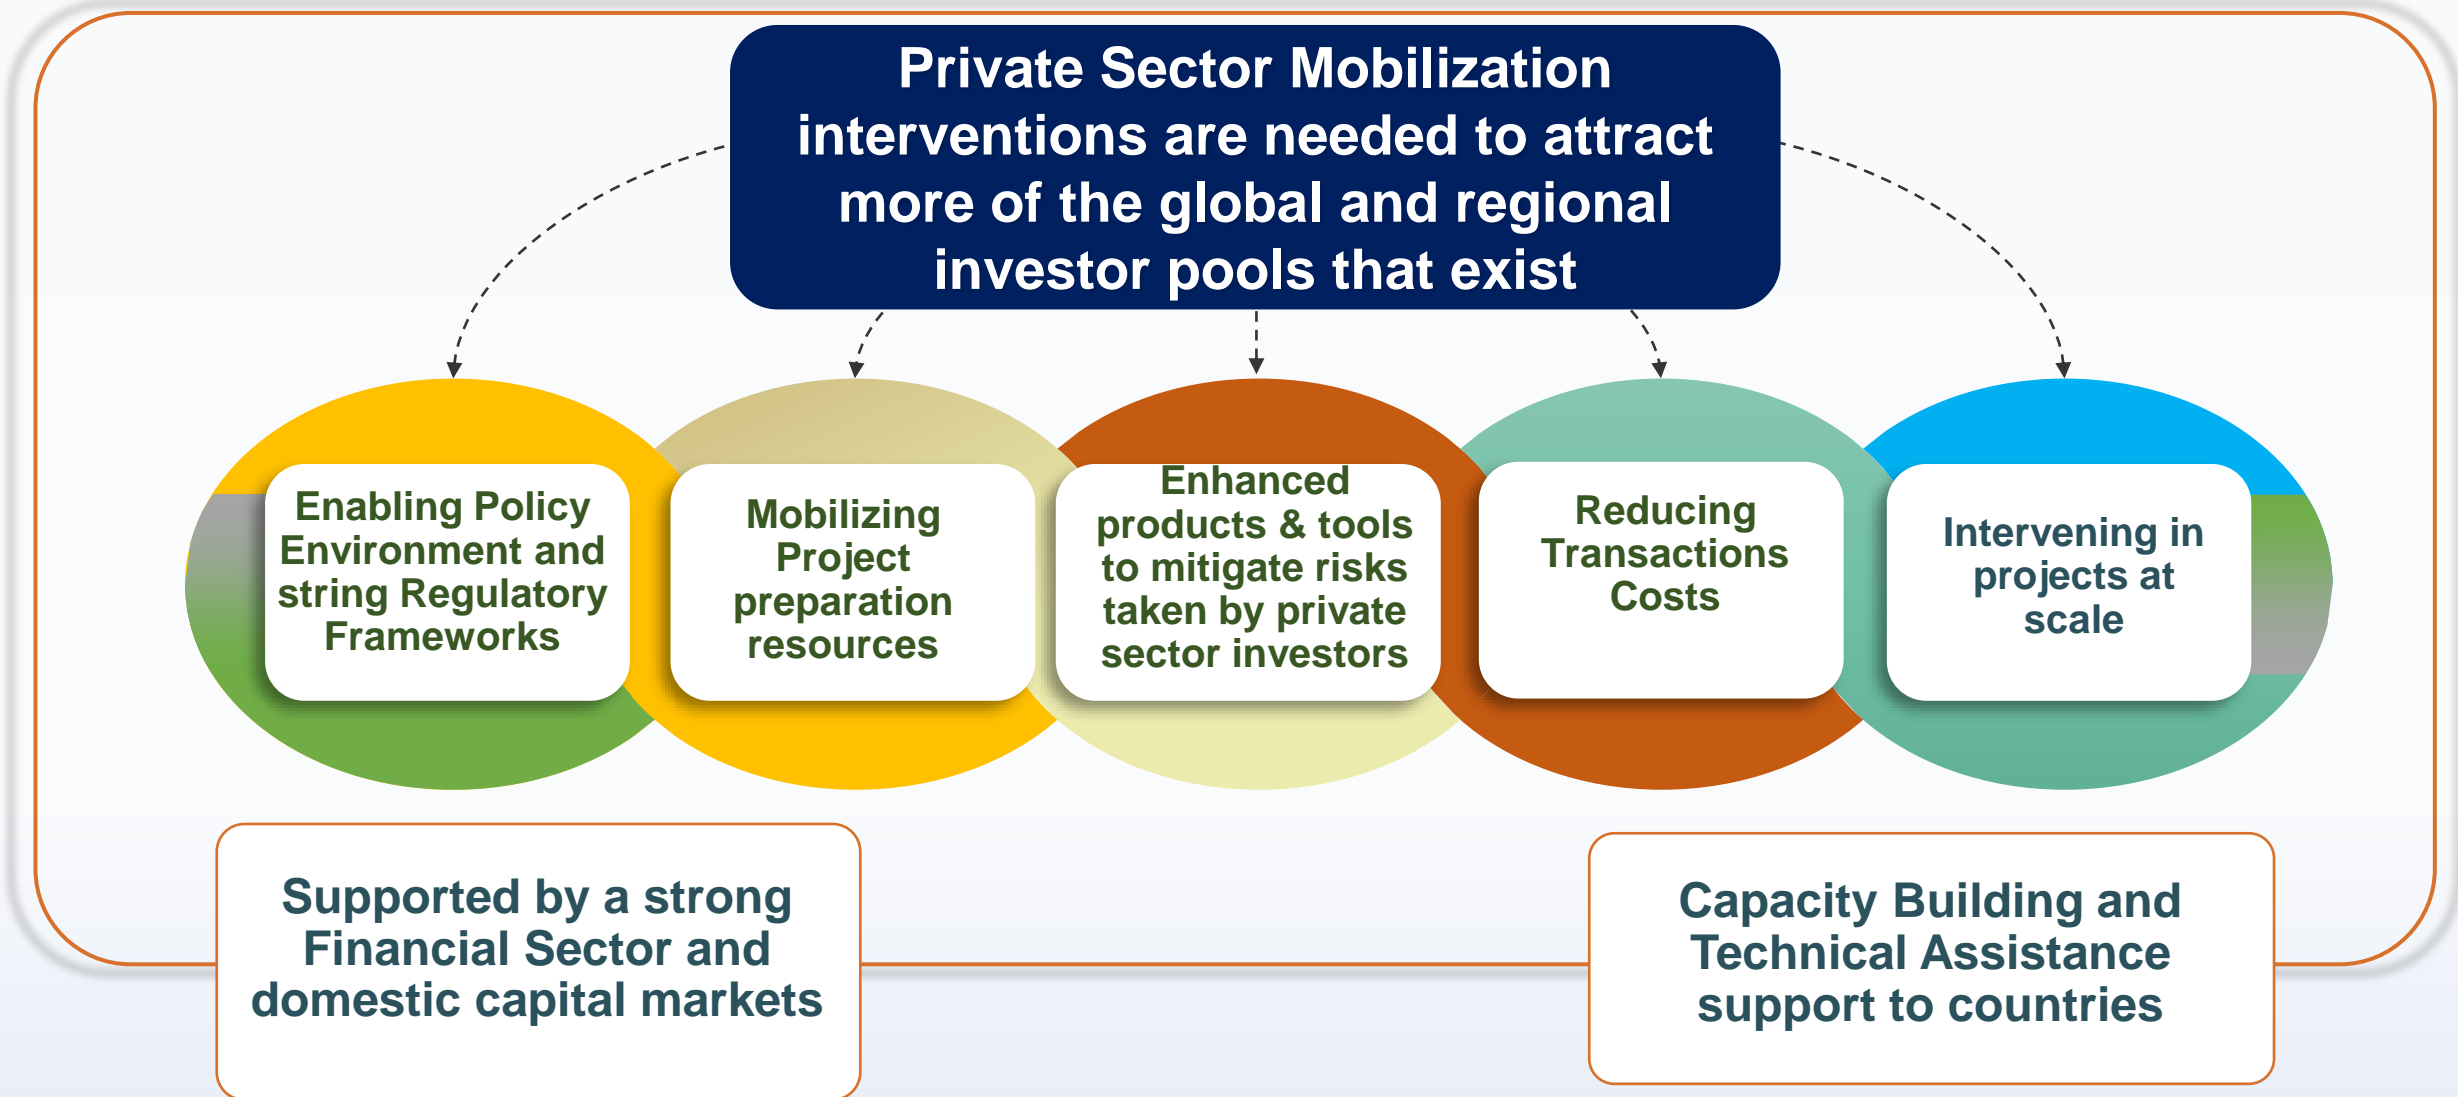 Private Sector Mobilization
interventions are needed to attract
more of the global and regional
investor pools that exist
Enabling Policy
Environment and
string Regulatory
Frameworks
Mobilizing
Project
preparation
resources
Enhanced
products & tools
to mitigate risks
taken by private
sector investors
Reducing
Transactions
Costs
Intervening in
projects at
scale
Supported by a strong
Financial Sector and
domestic capital markets
Capacity Building and
Technical Assistance
support to countries